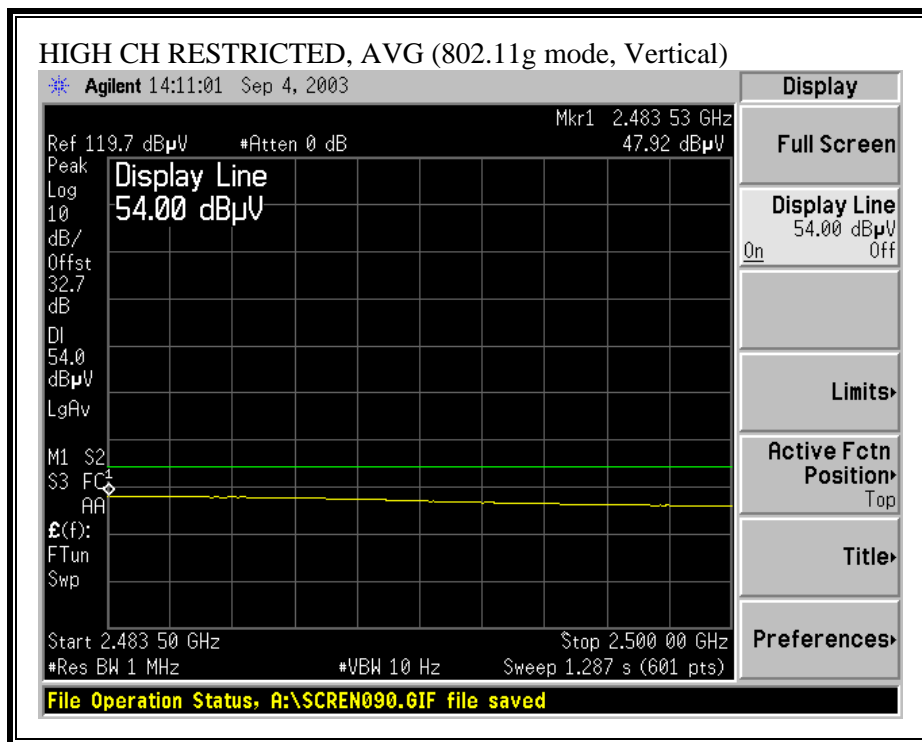 HIGH CH RESTRICTED, AVG (802.11g mode, Vertical)
Agilent 14:11:01 Sep 4, 2003
Display
Mkr1 2.483 53 GHz
Ref 119.7 dBµV #Atten 0 dB 47.92 dBµV
Peak
Log
10
dB/
Offst
32.7
dB
DI
54.0
dBµV
LgAv
M1 S2
S3 FC
AA
£(f):
FTun
Swp
Display Line
54.00 dBµV
1
Start 2.483 50 GHz Stop 2.500 00 GHz
#Res BW 1 MHz #VBW 10 Hz Sweep 1.287 s (601 pts)
Full Screen
Display Line
54.00 dBµV
On Off
Limits
Active Fctn
Position
Top
Title
Preferences
File Operation Status, A:\SCREN090.GIF file saved